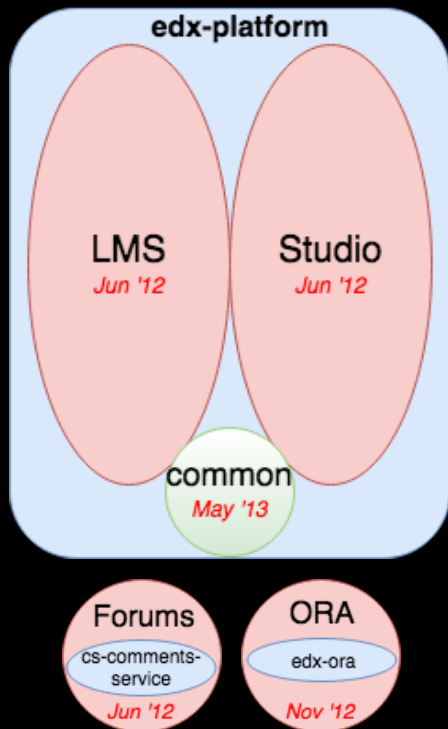 edx-platform
LMS
Jun '12
Studio
Jun '12
common
May '13
Forums
cs-comments-
service
Jun '12
ORA
edx-ora
Nov '12